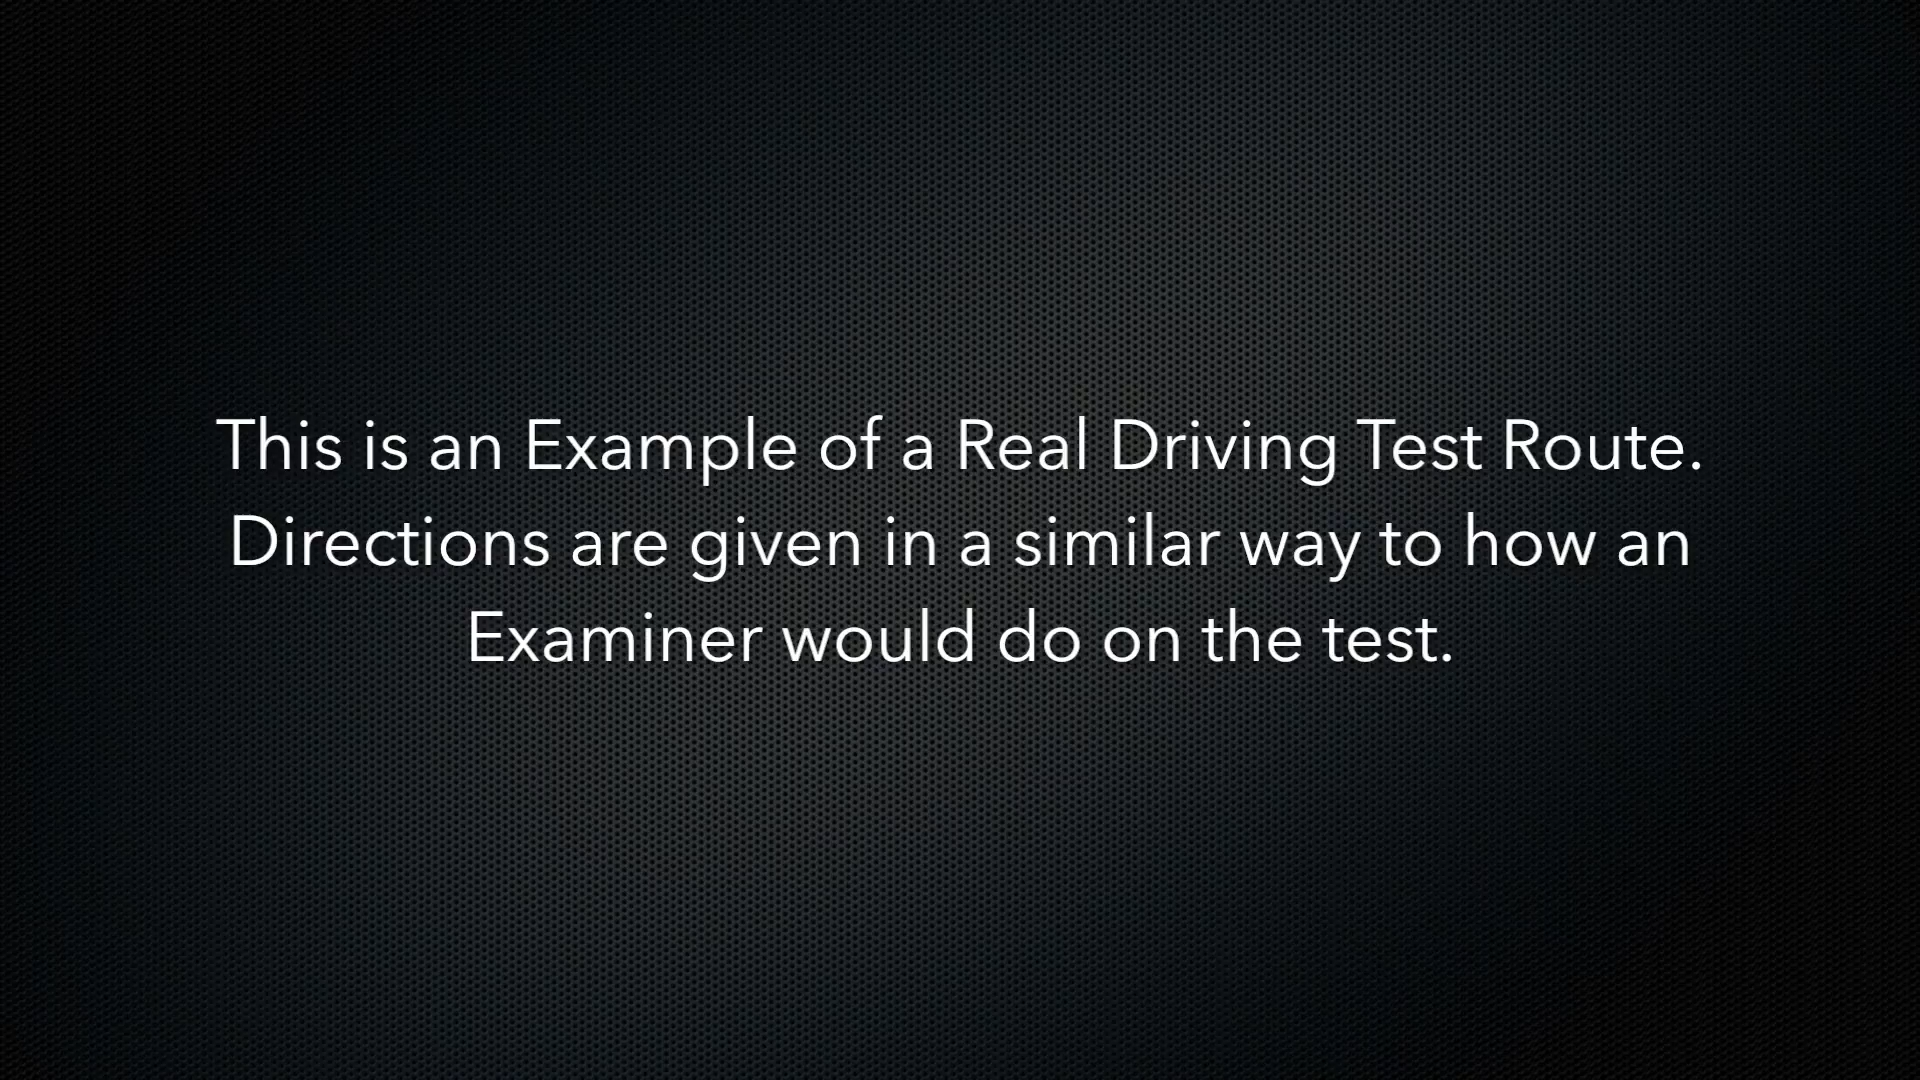 This is an Example of a Real Driving Test Route.
Directions are given in a similar way to how an
Examiner would do on the test.